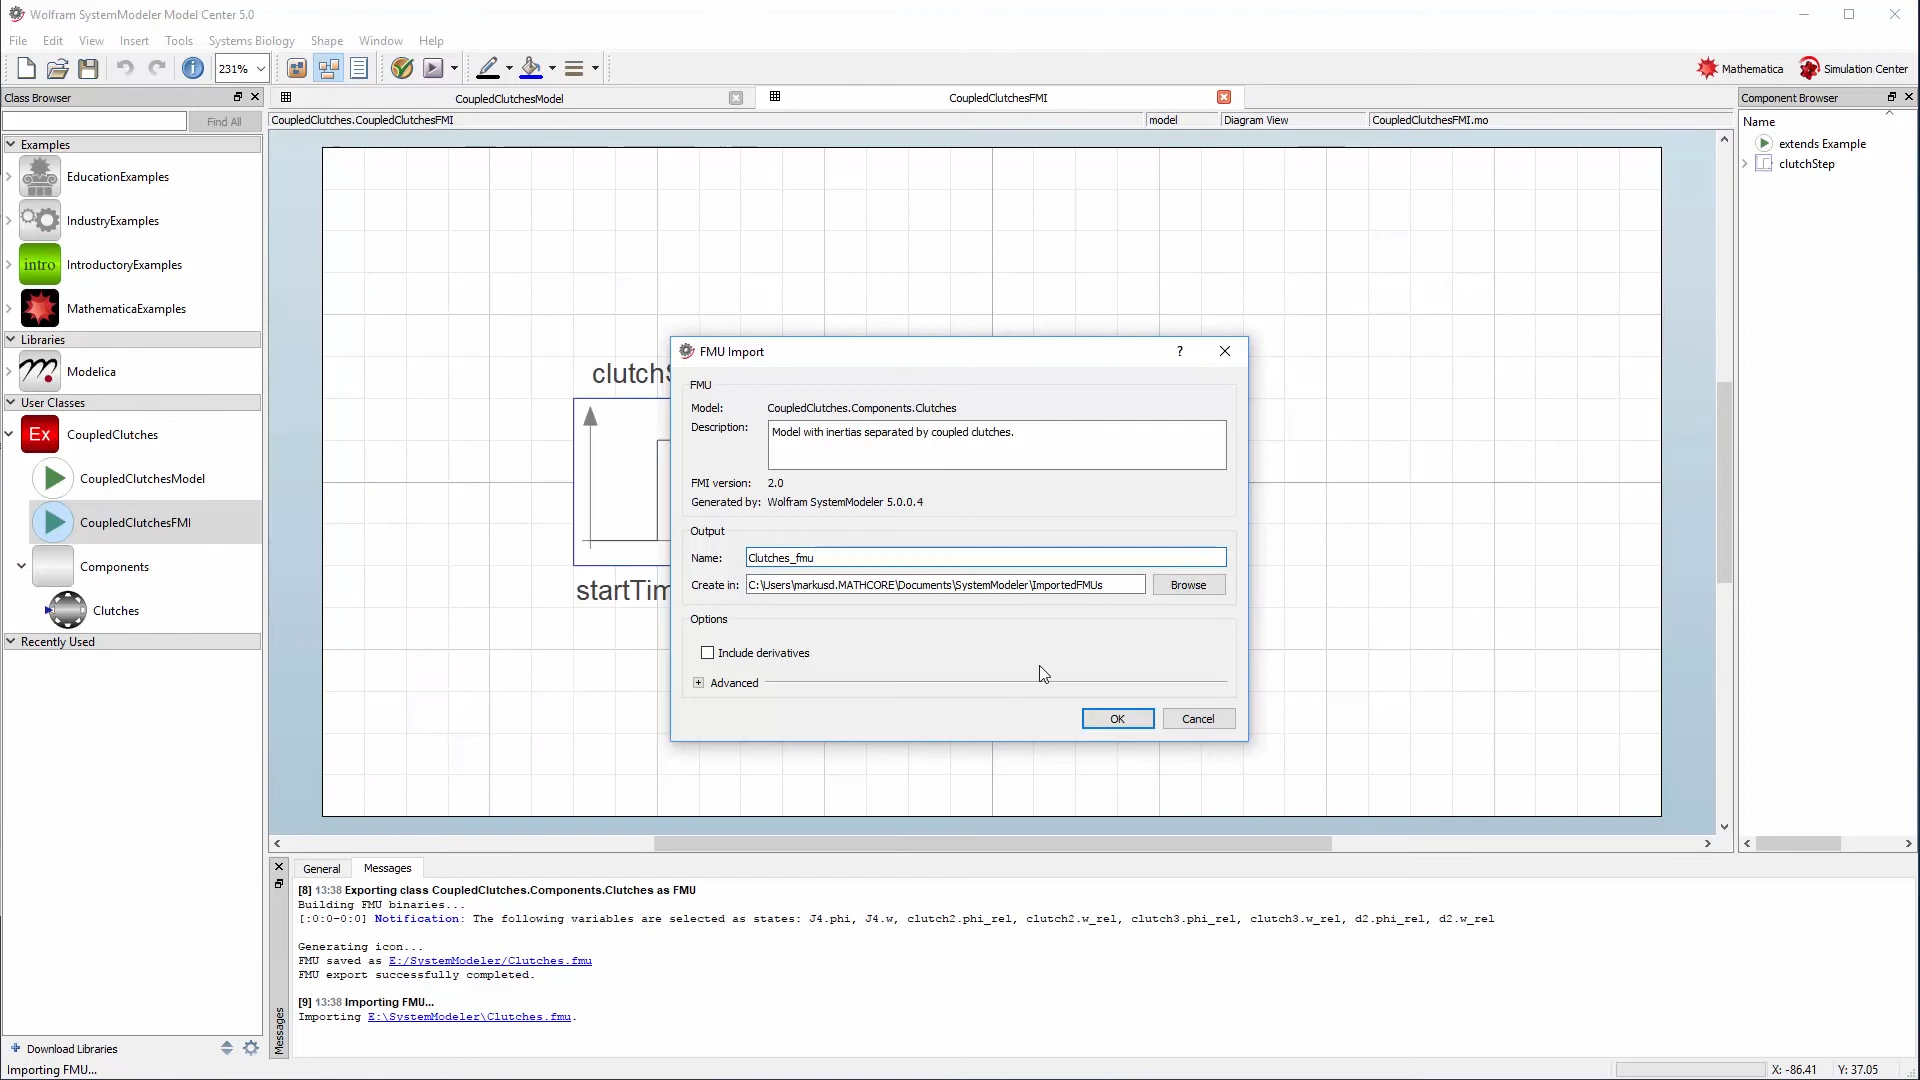 Wolfram SystemModeler Model Center 5.0
File Edit View Insert Tools Systems Biology Shape Window Help
231% Mathematica Simulation Center
Class Browser
Find All
Examples
EducationExamples
IndustryExamples
intro IntroductoryExamples
MathematicaExamples
Libraries
Modelica
User Classes
Ex CoupledClutches
CoupledClutchesModel
CoupledClutchesFMI
Components
Clutches
Recently Used
Download Libraries
Importing FMU...
CoupledClutchesModel CoupledClutchesFMI
CoupledClutches.CoupledClutchesFMI model Diagram View CoupledClutchesFMI.mo
clutchS
startTim
FMU Import ?
FMU
Model: CoupledClutches.Components.Clutches
Description: Model with inertias separated by coupled clutches.
FMI version: 2.0
Generated by: Wolfram SystemModeler 5.0.0.4
Output
Name: Clutches_fmu
Create in: C:\Users\markusd.MATHCORE\Documents\SystemModeler\ImportedFMUs Browse
Options
Include derivatives
Advanced
OK Cancel
Component Browser
Name
extends Example
clutchStep
General Messages
Messages
[8] 13:38 Exporting class CoupledClutches.Components.Clutches as FMU
Building FMU binaries...
[:0:0-0:0] Notification: The following variables are selected as states: J4.phi, J4.w, clutch2.phi_rel, clutch2.w_rel, clutch3.phi_rel, clutch3.w_rel, d2.phi_rel, d2.w_rel
Generating icon...
FMU saved as E:/SystemModeler/Clutches.fmu
FMU export successfully completed.
[9] 13:38 Importing FMU...
Importing E:\SystemModeler\Clutches.fmu.
X: -86.41 Y: 37.05